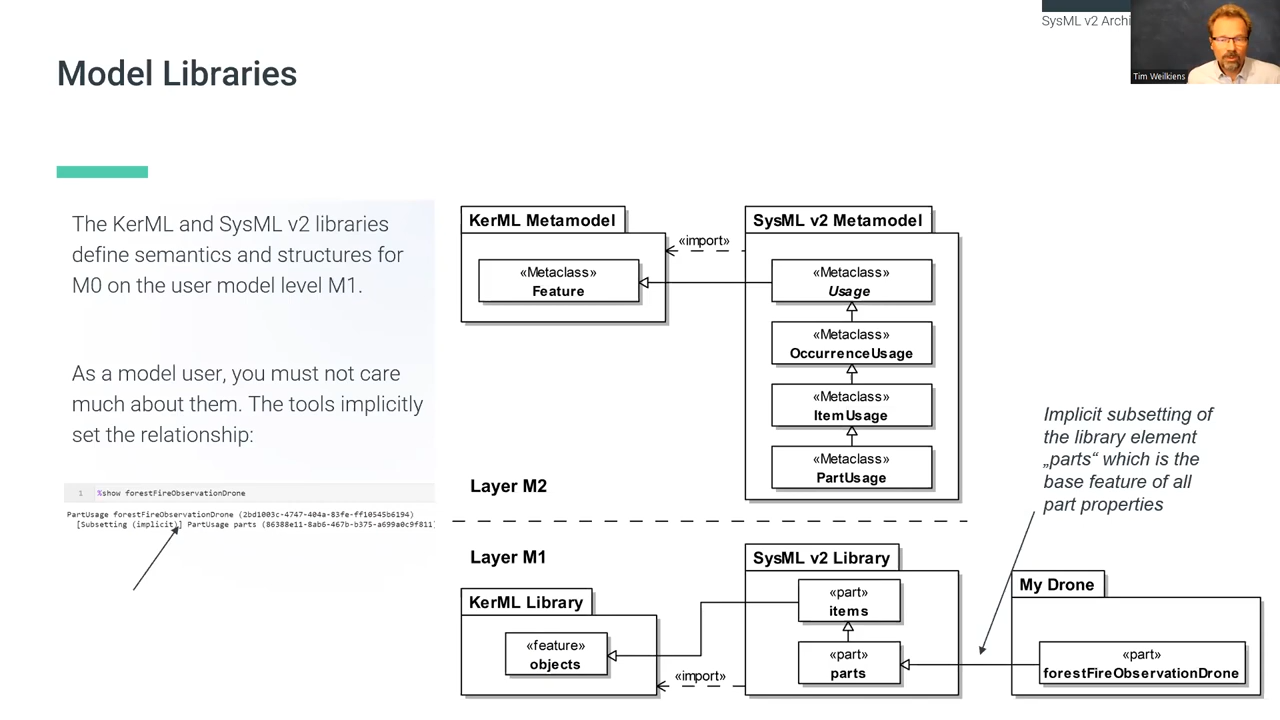 SysML v2 Archi
Tim Weilkiens
Model Libraries
The KerML and SysML v2 libraries
define semantics and structures for
M0 on the user model level M1.
As a model user, you must not care
much about them. The tools implicitly
set the relationship:
1 %show forestFireObservationDrone
PartUsage forestFireObservationDrone (2bd1003c-4747-404a-83fe-ff10545b6194)
[Subsetting (implicit)] PartUsage parts (86388e11-8ab6-467b-b375-a699a0c9f811)
KerML Metamodel
«Metaclass»
Feature
«import»
SysML v2 Metamodel
«Metaclass»
Usage
«Metaclass»
OccurrenceUsage
«Metaclass»
ItemUsage
«Metaclass»
PartUsage
Layer M2
Implicit subsetting of
the library element
„parts“ which is the
base feature of all
part properties
Layer M1
KerML Library
«feature»
objects
«import»
SysML v2 Library
«part»
items
«part»
parts
My Drone
«part»
forestFireObservationDrone